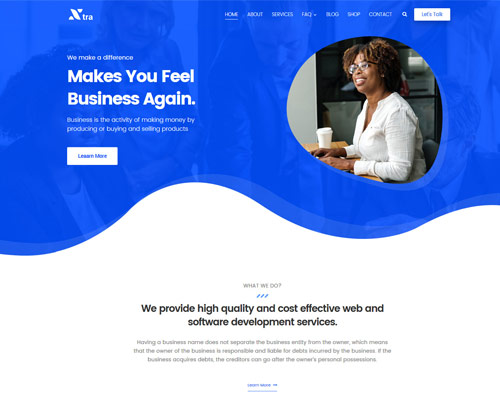 Xtra
HOME ABOUT SERVICES FAQ BLOG SHOP CONTACT Let's Talk
We make a difference
Makes You Feel
Business Again.
Business is the activity of making money by
producing or buying and selling products
Learn More
WHAT WE DO?
We provide high quality and cost effective web and
software development services.
Having a business name does not separate the business entity from the owner, which means
that the owner of the business is responsible and liable for debts incurred by the business. If the
business acquires debts, the creditors can go after the owner's personal possessions.
Learn More